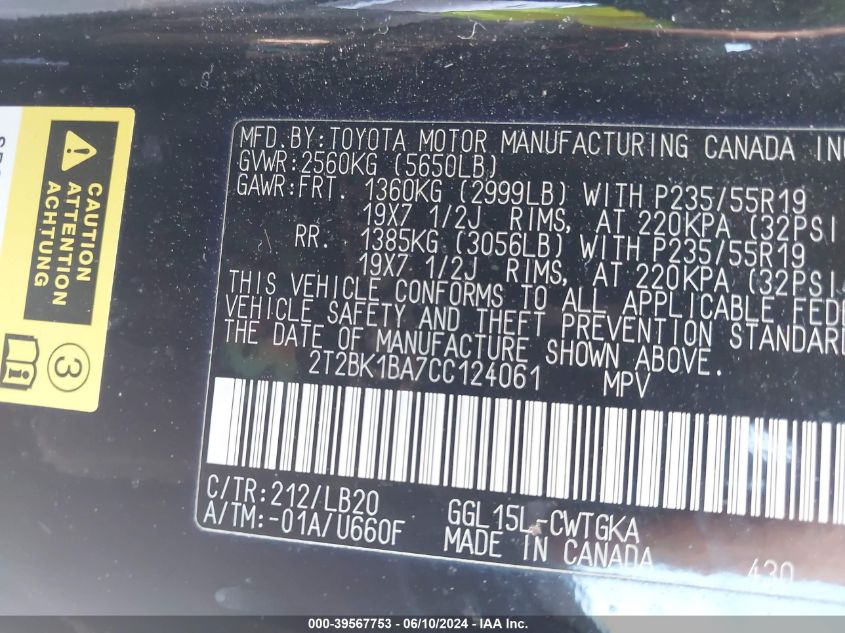 MFD. BY: TOYOTA MOTOR MANUFACTURING CANADA INC
GVWR: 2560KG (5650LB)
GAWR: FRT. 1360KG (2999LB) WITH P235/55R19
19X7 1/2J RIMS, AT 220KPA (32PSI
RR. 1385KG (3056LB) WITH P235/55R19
19X7 1/2J RIMS, AT 220KPA (32PSI
THIS VEHICLE CONFORMS TO ALL APPLICABLE FEDE
VEHICLE SAFETY AND THEFT PREVENTION STANDARD
THE DATE OF MANUFACTURE SHOWN ABOVE.
2T2BK1BA7CC124061 MPV
C/TR: 212/LB20 GGL15L-CWTGKA
A/TM: -01A/U660F MADE IN CANADA
430
CAUTION
ATTENTION
ACHTUNG
3
000-39567753 - 06/10/2024 - IAA Inc.